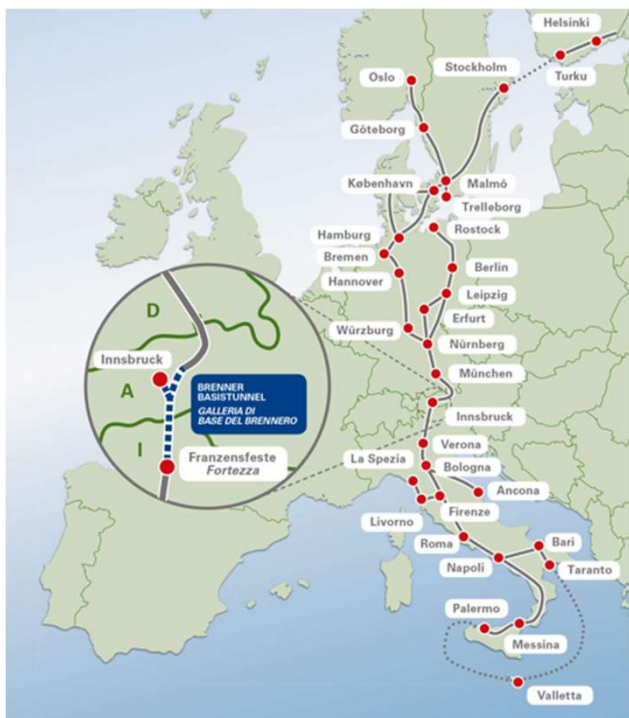 Helsinki
Stockholm
Oslo
Turku
Göteborg
København
Malmö
Trelleborg
Hamburg
Rostock
Bremen
Berlin
Hannover
Leipzig
D
Erfurt
Würzburg
Nürnberg
Innsbruck
München
A
BRENNER
BASISTUNNEL
GALLERIA DI
BASE DEL BRENNERO
Innsbruck
I
Verona
Franzensfeste
Fortezza
La Spezia
Bologna
Ancona
Livorno
Firenze
Roma
Bari
Napoli
Taranto
Palermo
Messina
Valletta